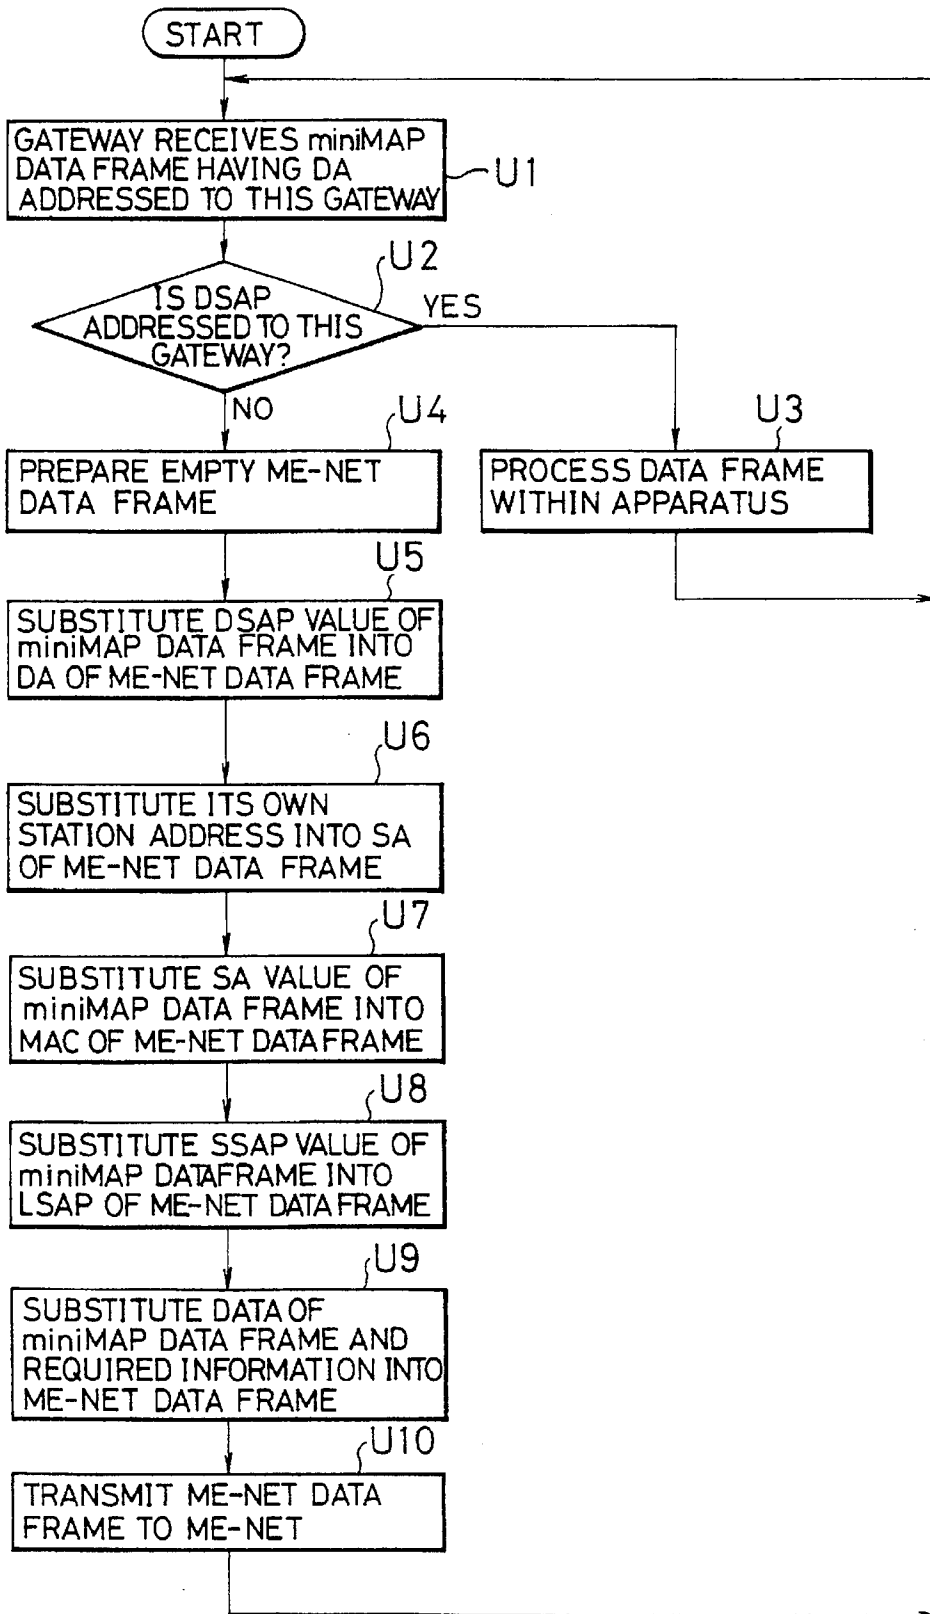 START
GATEWAY RECEIVES miniMAP
DATA FRAME HAVING DA
ADDRESSED TO THIS GATEWAY
U1
U2
IS DSAP
ADDRESSED TO THIS
GATEWAY?
YES
NO
U4
PREPARE EMPTY ME-NET
DATA FRAME
U3
PROCESS DATA FRAME
WITHIN APPARATUS
U5
SUBSTITUTE DSAP VALUE OF
miniMAP DATA FRAME INTO
DA OF ME-NET DATA FRAME
U6
SUBSTITUTE ITS OWN
STATION ADDRESS INTO SA
OF ME-NET DATA FRAME
U7
SUBSTITUTE SA VALUE OF
miniMAP DATA FRAME INTO
MAC OF ME-NET DATA FRAME
U8
SUBSTITUTE SSAP VALUE OF
miniMAP DATA FRAME INTO
LSAP OF ME-NET DATA FRAME
U9
SUBSTITUTE DATA OF
miniMAP DATA FRAME AND
REQUIRED INFORMATION INTO
ME-NET DATA FRAME
U10
TRANSMIT ME-NET DATA
FRAME TO ME-NET